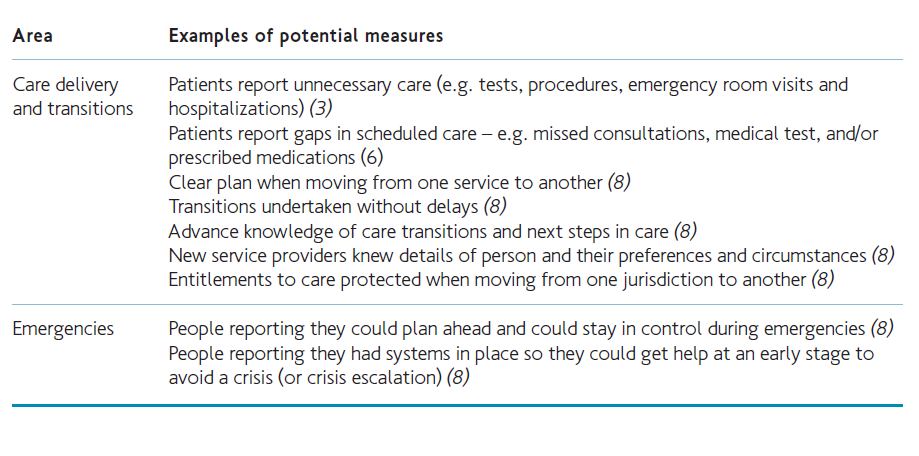 Area Examples of potential measures
Care delivery Patients report unnecessary care (e.g. tests, procedures, emergency room visits and
and transitions hospitalizations) (3)
Patients report gaps in scheduled care – e.g. missed consultations, medical test, and/or
prescribed medications (6)
Clear plan when moving from one service to another (8)
Transitions undertaken without delays (8)
Advance knowledge of care transitions and next steps in care (8)
New service providers knew details of person and their preferences and circumstances (8)
Entitlements to care protected when moving from one jurisdiction to another (8)
Emergencies People reporting they could plan ahead and could stay in control during emergencies (8)
People reporting they had systems in place so they could get help at an early stage to
avoid a crisis (or crisis escalation) (8)